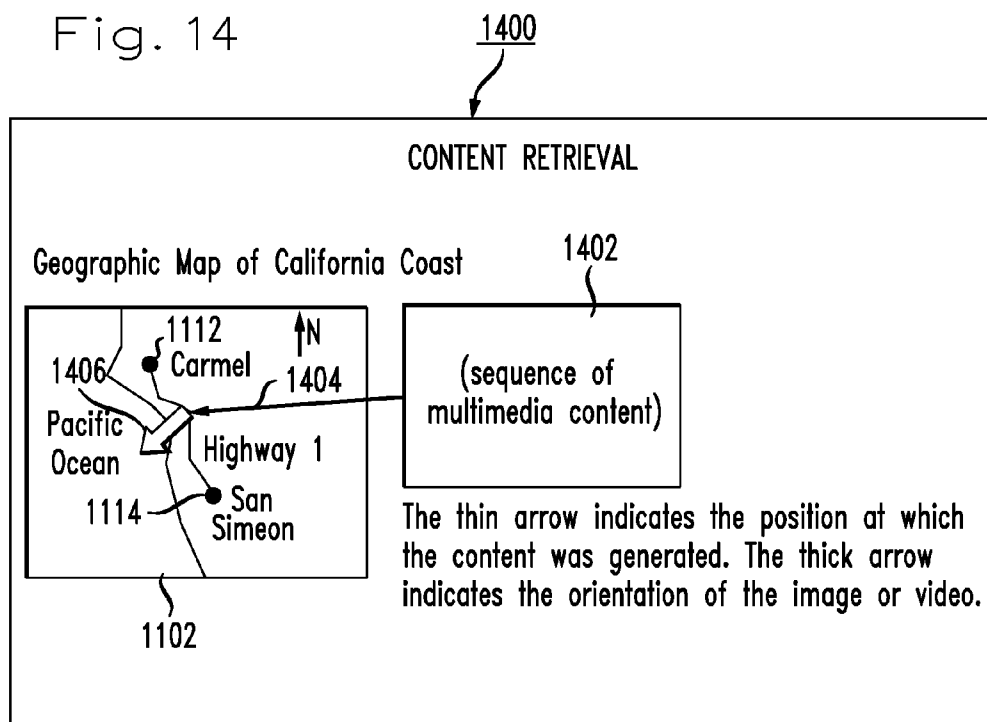 Fig. 14
1400
CONTENT RETRIEVAL
1402
Geographic Map of California Coast
N
1112
Carmel
1406
1404
(sequence of
multimedia content)
Pacific
Ocean
Highway 1
1114
San
Simeon
The thin arrow indicates the position at which
the content was generated. The thick arrow
indicates the orientation of the image or video.
1102